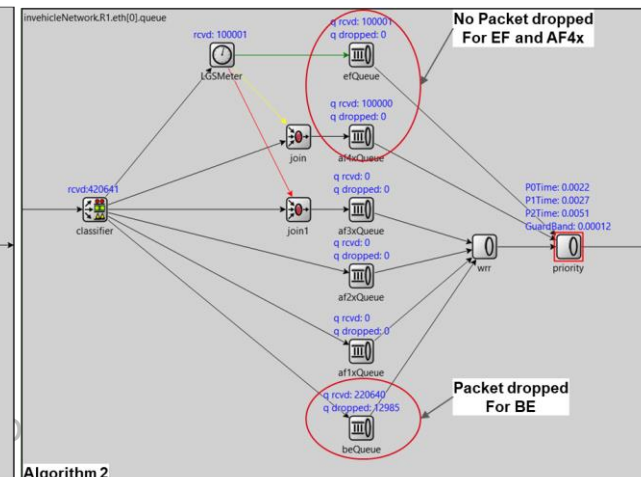 invehicleNetwork.R1.eth[0].queue
No Packet dropped
For EF and AF4x
rcvd: 100001
LGSMeter
q rcvd: 100001
q dropped: 0
efQueue
q rcvd: 100000
q dropped: 0
join
af4xQueue
rcvd:420641
classifier
q rcvd: 0
q dropped: 0
join1
af3xQueue
P0Time: 0.0022
P1Time: 0.0027
P2Time: 0.0051
GuardBand: 0.00012
wrr
priority
q rcvd: 0
q dropped: 0
af2xQueue
q rcvd: 0
q dropped: 0
af1xQueue
q rcvd: 220640
q dropped: 12985
beQueue
Packet dropped
For BE
Algorithm 2